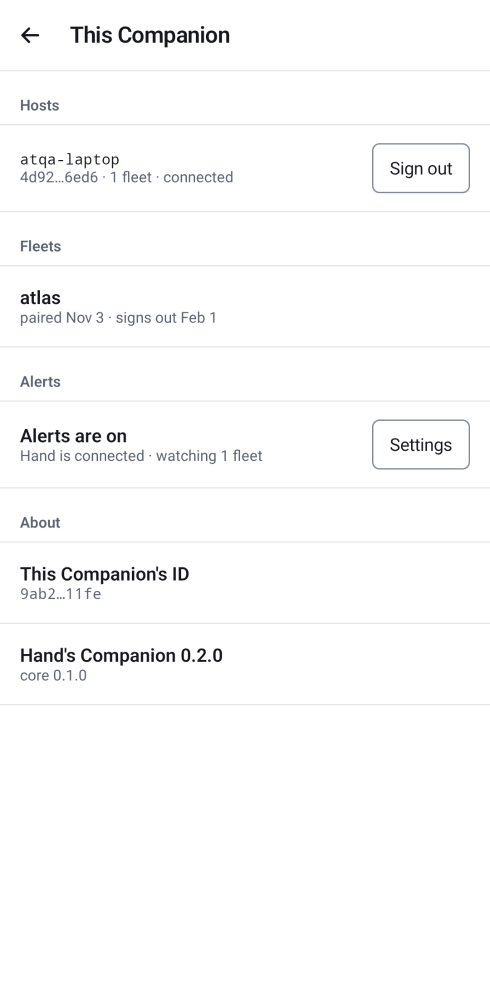 This Companion
Hosts
atqa-laptop
4d92…6ed6 · 1 fleet · connected
Sign out
Fleets
atlas
paired Nov 3 · signs out Feb 1
Alerts
Alerts are on
Hand is connected · watching 1 fleet
Settings
About
This Companion's ID
9ab2…11fe
Hand's Companion 0.2.0
core 0.1.0